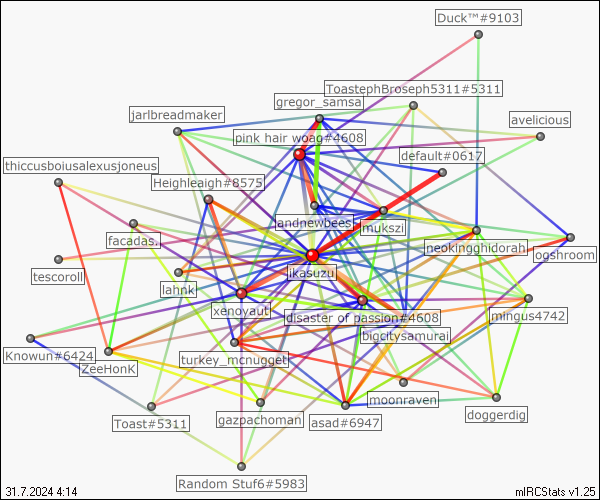 Duck™#9103
ToastephBroseph5311#5311
gregor_samsa
jarlbreadmaker
avelicious
pink hair woao#4608
default#0617
thiccusboiusalexusjoneus
Heighleaigh#8575
landnewbees
mukszi
facadas.
neokingghidorah
ogshroom
tescoroll
lahnk
ikasuzu
xenoyaut
disaster of passion#4608
mingus4742
bigcitysamurai
Knowun#6424
ZeeHonK
turkey_mcnugget
moonraven
doggerdig
Toast#5311
gazpachoman
asad#6947
Random Stuf6#5983
31.7.2024 4:14
mIRCStats v1.25